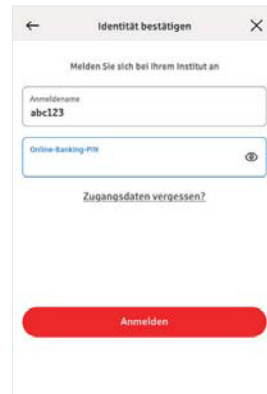 Identität bestätigen
Melden Sie sich bei Ihrem Institut an
Anmeldename
abc123
Online-Banking-PIN
Zugangsdaten vergessen?
Anmelden